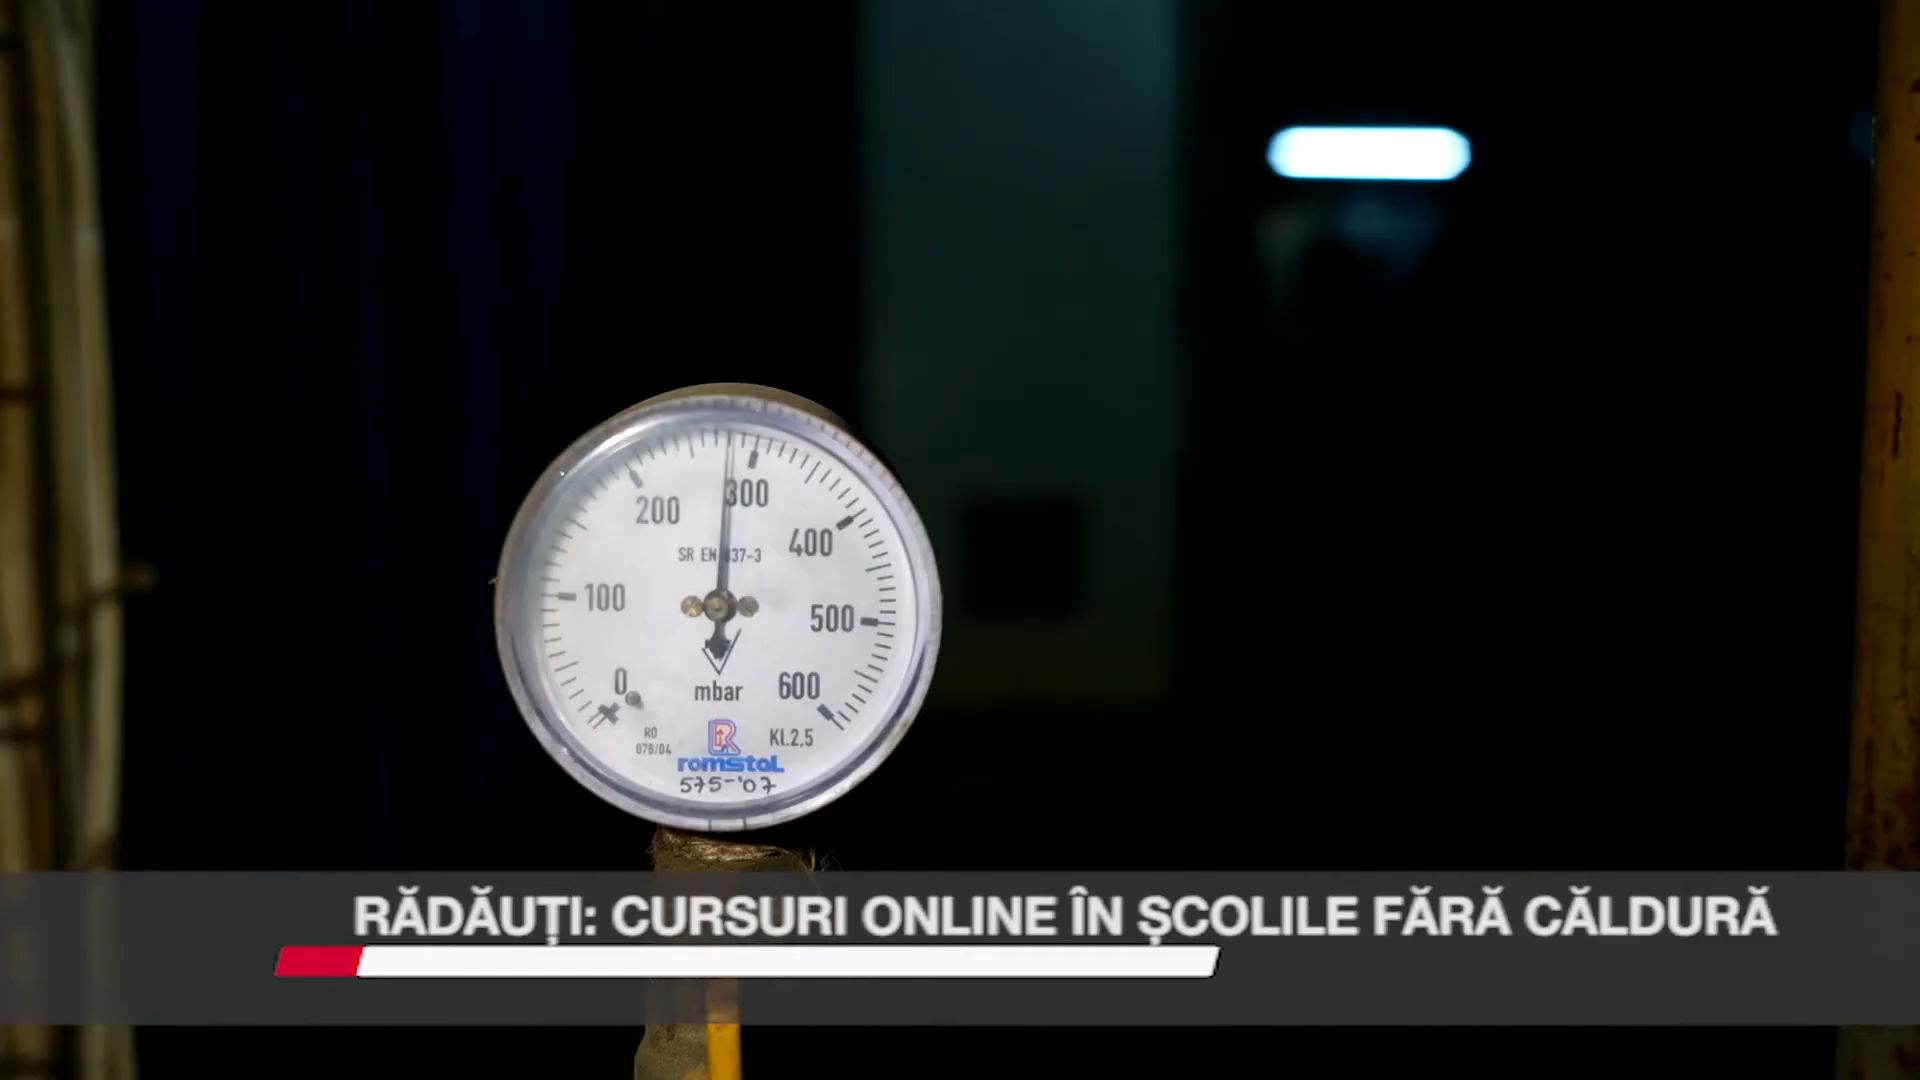 200
300
SR EN 837-3
400
100
500
0
mbar
600
RO
078/04
R
Kl.2,5
romstal
575-'07
RĂDĂUȚI: CURSURI ONLINE ÎN ȘCOLILE FĂRĂ CĂLDURĂ